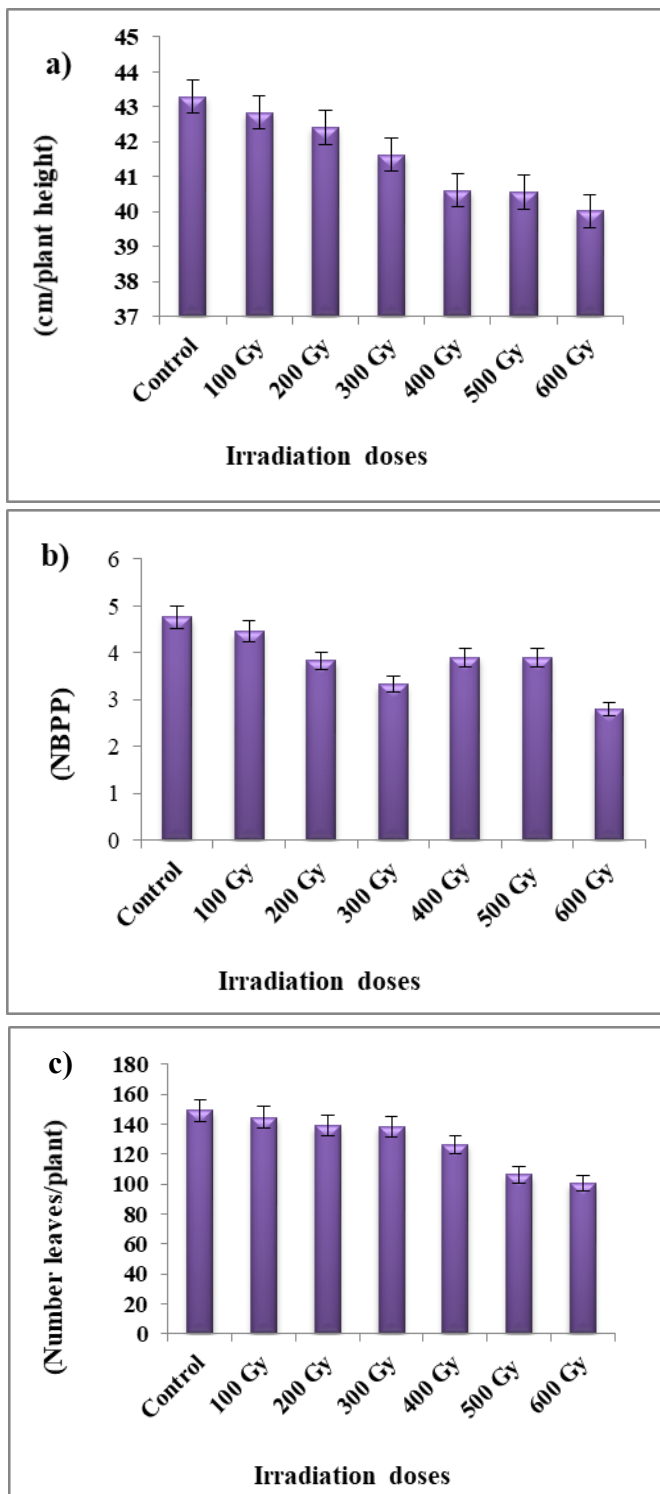 a)
(cm/plant height)
45
44
43
42
41
40
39
38
37
Control
100 Gy
200 Gy
300 Gy
400 Gy
500 Gy
600 Gy
Irradiation doses
b)
(NBPP)
6
5
4
3
2
1
0
Control
100 Gy
200 Gy
300 Gy
400 Gy
500 Gy
600 Gy
Irradiation doses
c)
(Number leaves/plant)
180
160
140
120
100
80
60
40
20
0
Control
100 Gy
200 Gy
300 Gy
400 Gy
500 Gy
600 Gy
Irradiation doses